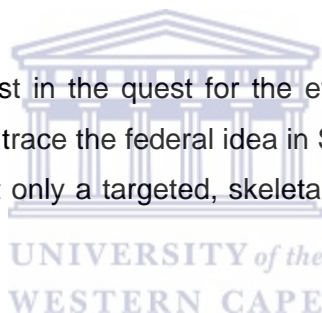 st in the quest for the e
trace the federal idea in S
only a targeted, skeleta
UNIVERSITY of the
WESTERN CAPE